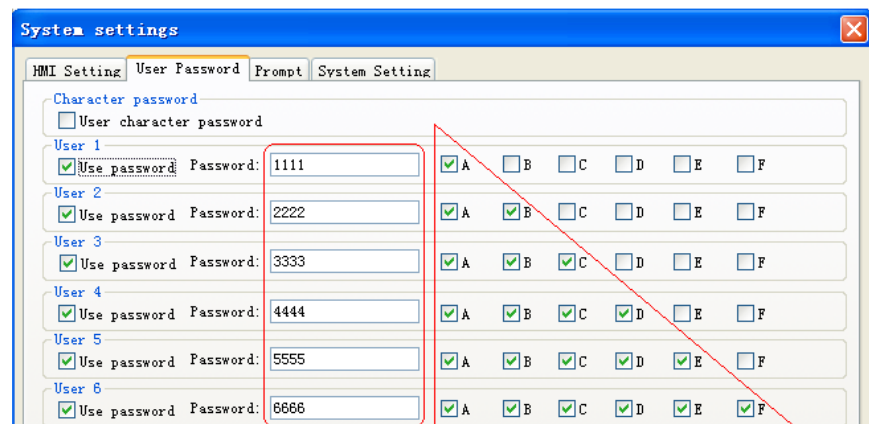 System settings
HMI Setting User Password Prompt System Setting
Character password
User character password
User 1
Use password Password: 1111 A B C D E F
User 2
Use password Password: 2222 A B C D E F
User 3
Use password Password: 3333 A B C D E F
User 4
Use password Password: 4444 A B C D E F
User 5
Use password Password: 5555 A B C D E F
User 6
Use password Password: 6666 A B C D E F